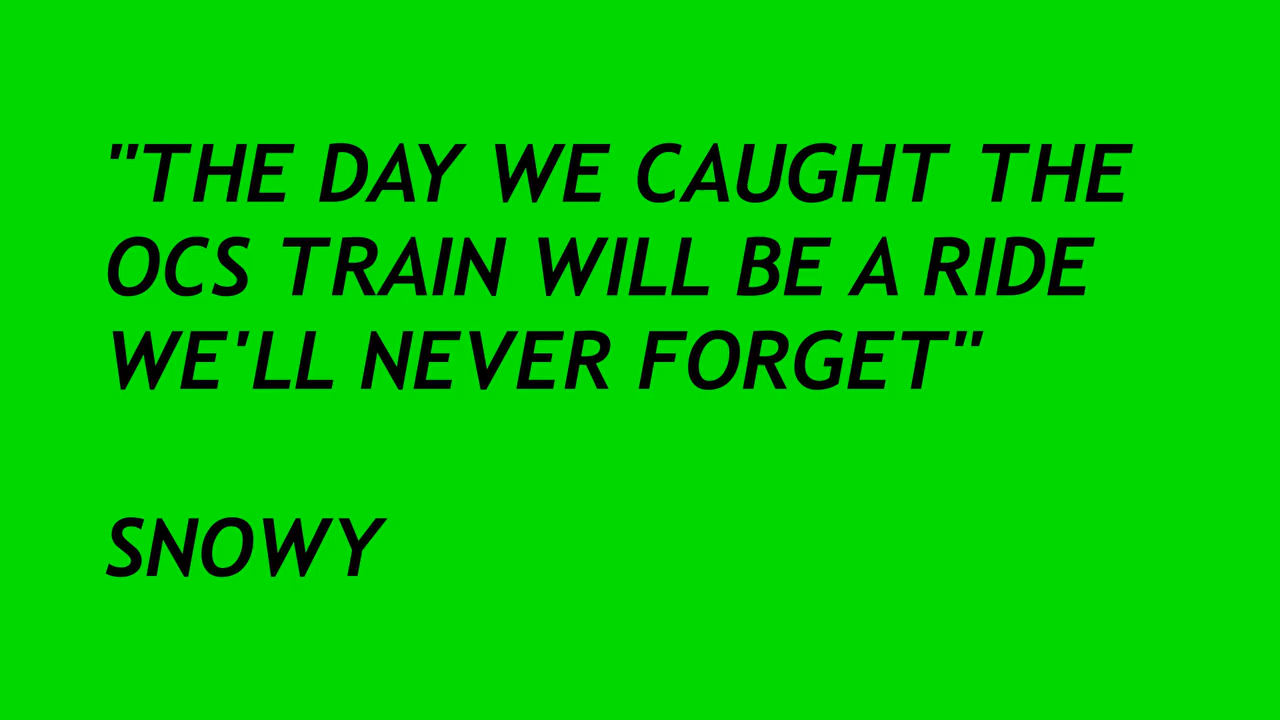 "THE DAY WE CAUGHT THE
OCS TRAIN WILL BE A RIDE
WE'LL NEVER FORGET"
SNOWY